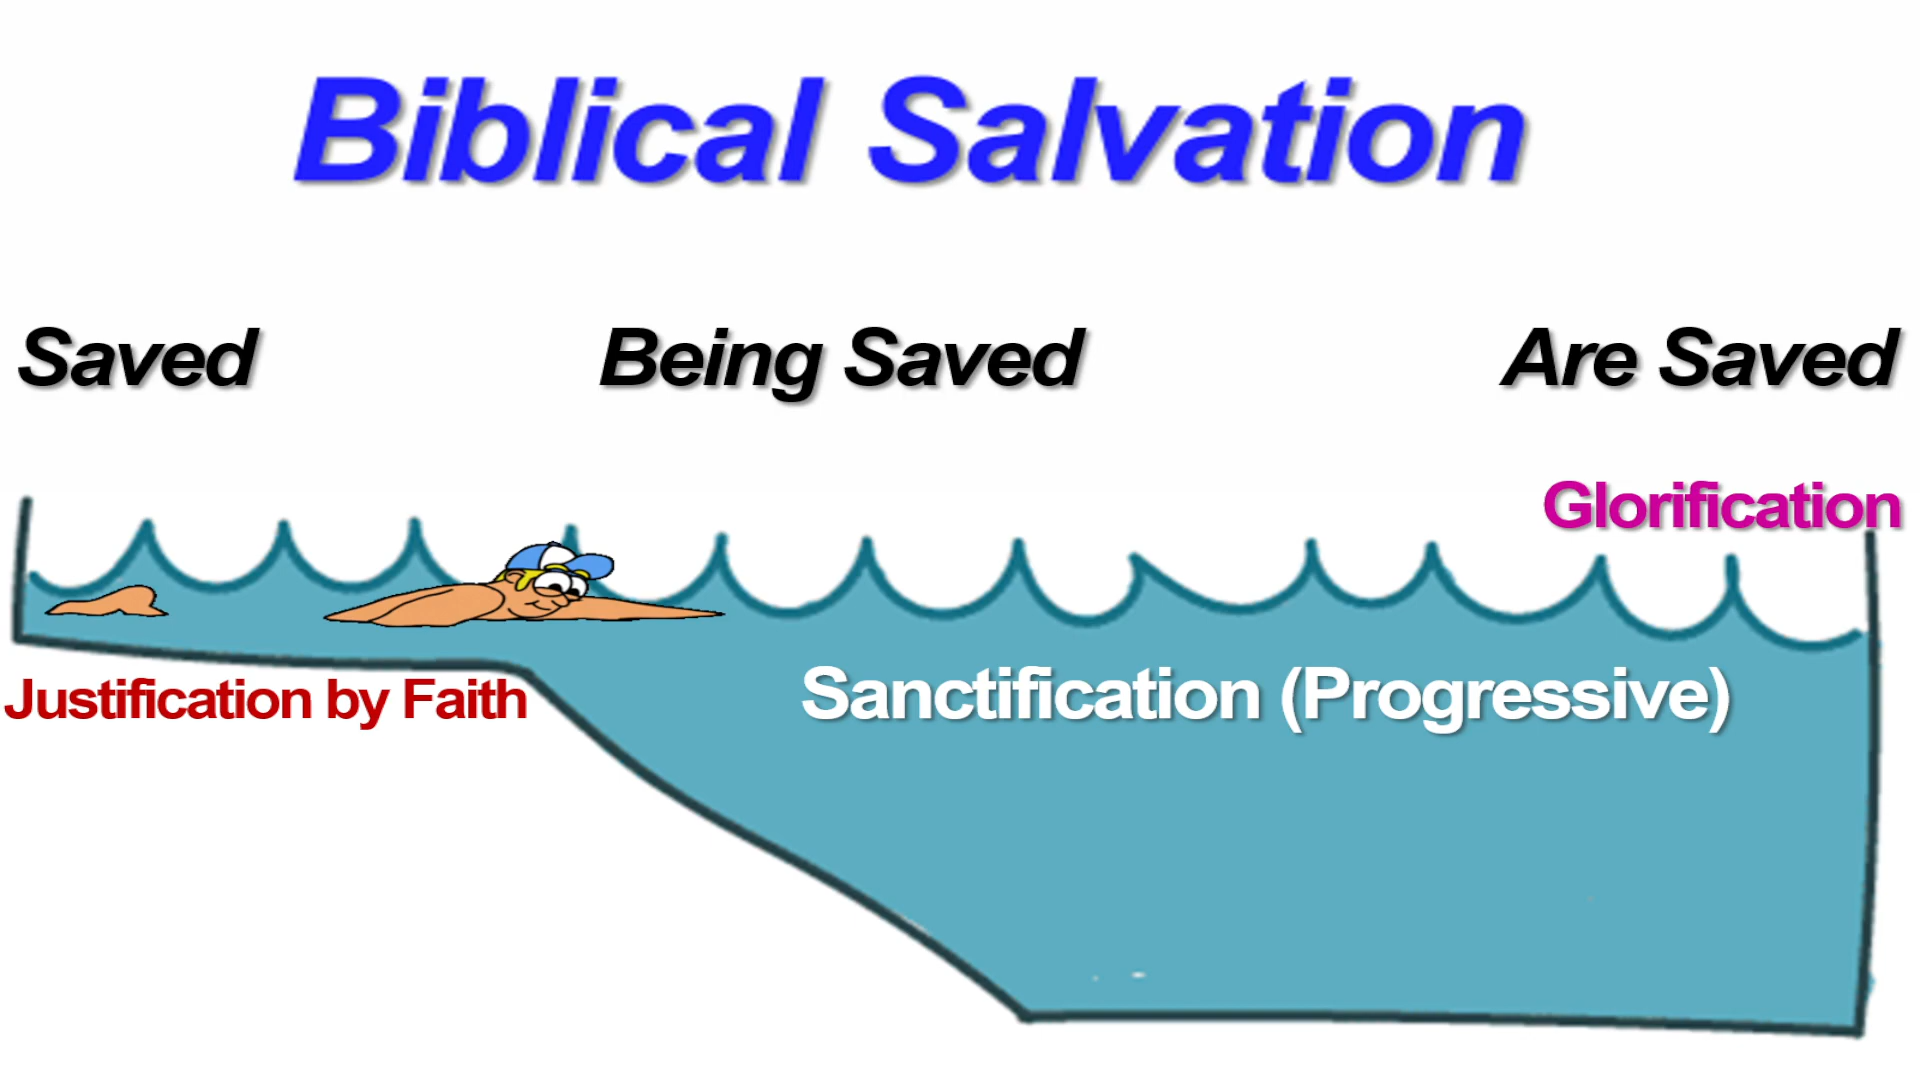 Biblical Salvation
Saved
Being Saved
Are Saved
Glorification
Justification by Faith
Sanctification (Progressive)